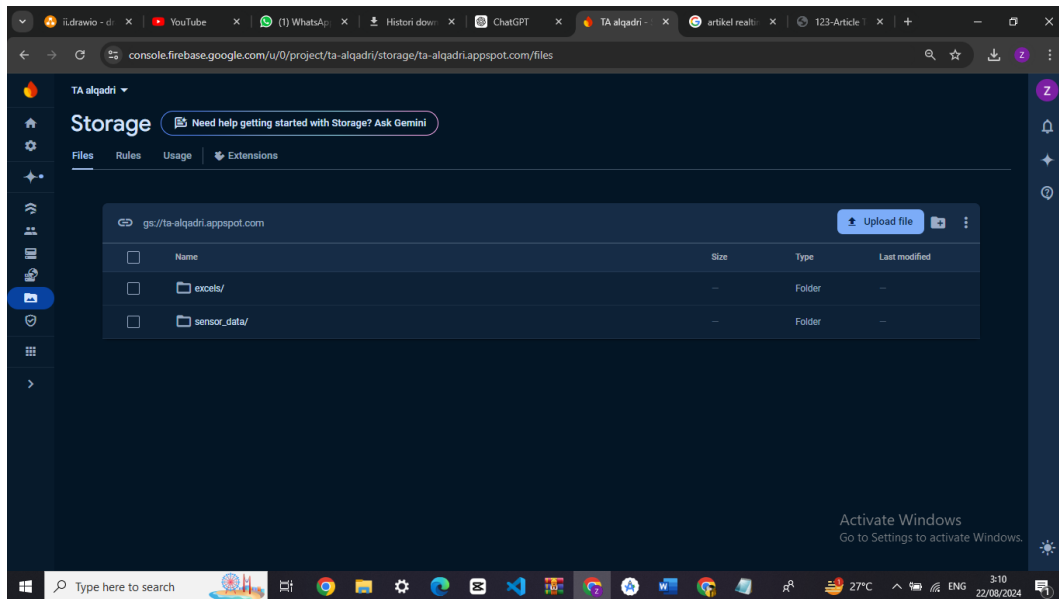 ii.drawio - dr
YouTube
(1) WhatsAp
Histori down
ChatGPT
TA alqadri - S
artikel realtim
123-Article T
console.firebase.google.com/u/0/project/ta-alqadri/storage/ta-alqadri.appspot.com/files
Z
TA alqadri
Z
Storage
Need help getting started with Storage? Ask Gemini
Files Rules Usage Extensions
gs://ta-alqadri.appspot.com
Upload file
Name Size Type Last modified
excels/ — Folder —
sensor_data/ — Folder —
Activate Windows
Go to Settings to activate Windows.
Type here to search
27°C
ENG
3:10
22/08/2024